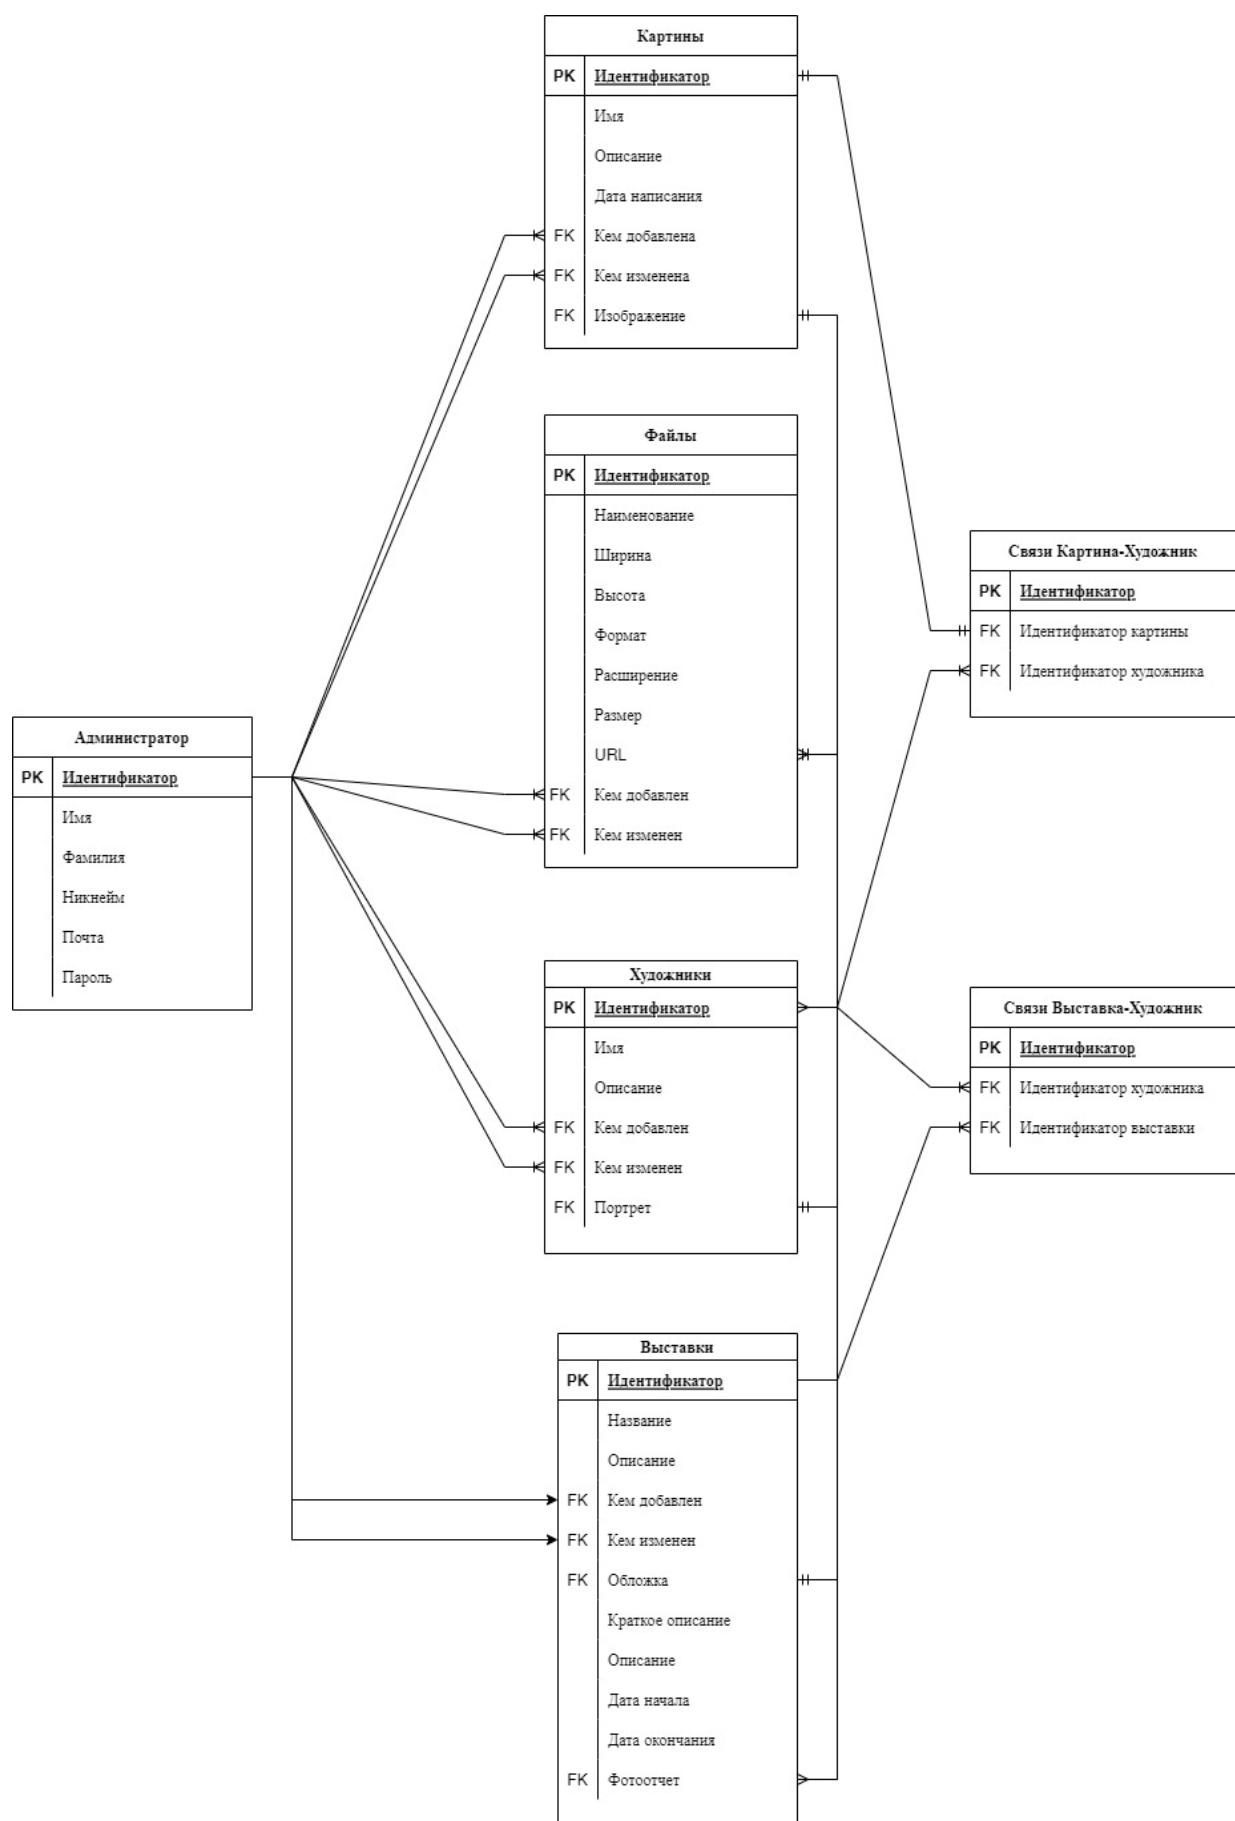 Картины
PK Идентификатор
Имя
Описание
Дата написания
FK Кем добавлена
FK Кем изменена
FK Изображение
Файлы
PK Идентификатор
Наименование
Ширина
Высота
Формат
Расширение
Размер
URL
FK Кем добавлен
FK Кем изменен
Связи Картина-Художник
PK Идентификатор
FK Идентификатор картины
FK Идентификатор художника
Администратор
PK Идентификатор
Имя
Фамилия
Никнейм
Почта
Пароль
Художники
PK Идентификатор
Имя
Описание
FK Кем добавлен
FK Кем изменен
FK Портрет
Связи Выставка-Художник
PK Идентификатор
FK Идентификатор художника
FK Идентификатор выставки
Выставки
PK Идентификатор
Название
Описание
FK Кем добавлен
FK Кем изменен
FK Обложка
Краткое описание
Описание
Дата начала
Дата окончания
FK Фотоотчет